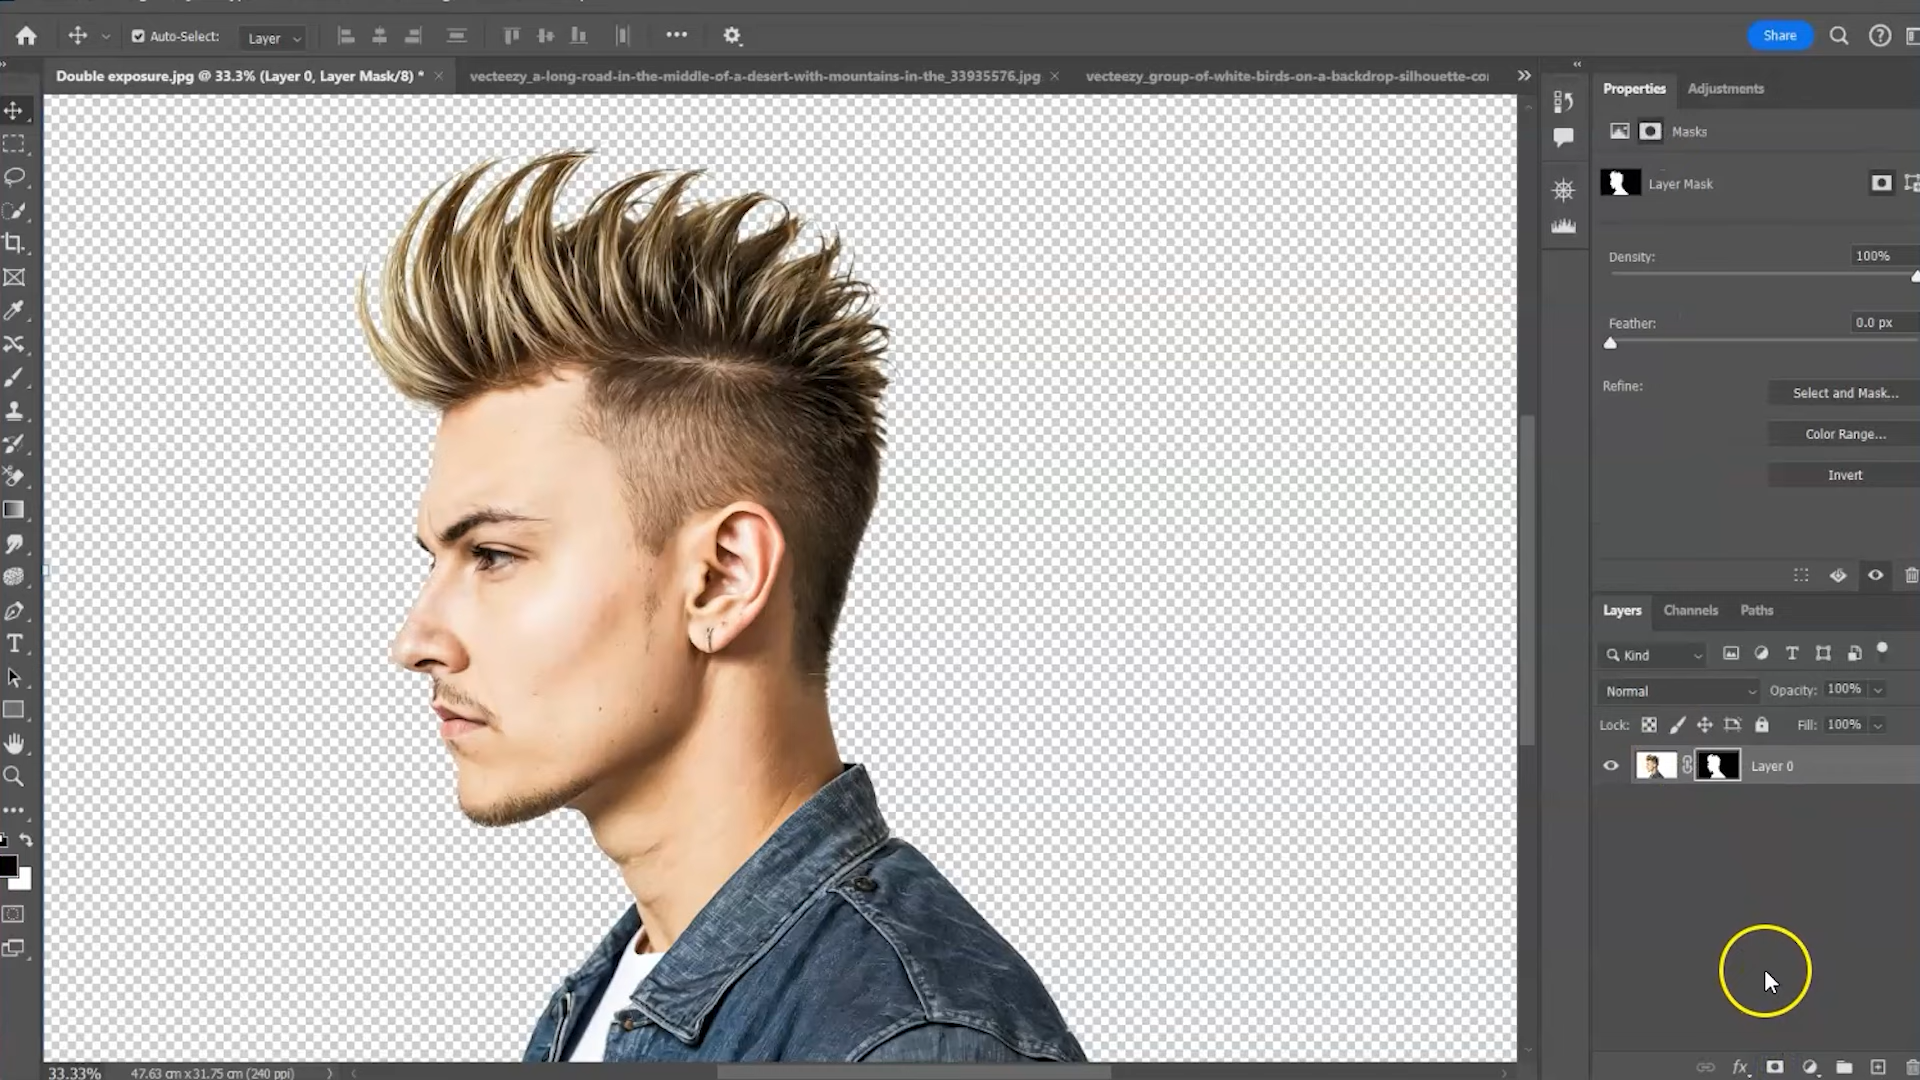 Auto-Select:
Layer
Share
Double exposure.jpg @ 33.3% (Layer 0, Layer Mask/8) *
vecteezy_a-long-road-in-the-middle-of-a-desert-with-mountains-in-the_33935576.jpg
vecteezy_group-of-white-birds-on-a-backdrop-silhouette-co
Properties
Adjustments
Masks
Layer Mask
Density:
100%
Feather:
0.0 px
Refine:
Select and Mask...
Color Range...
Invert
Layers
Channels
Paths
Kind
Normal
Opacity:
100%
Lock:
Fill:
100%
Layer 0
fx
33.33%
47.63 cm x 31.75 cm (240 ppi)